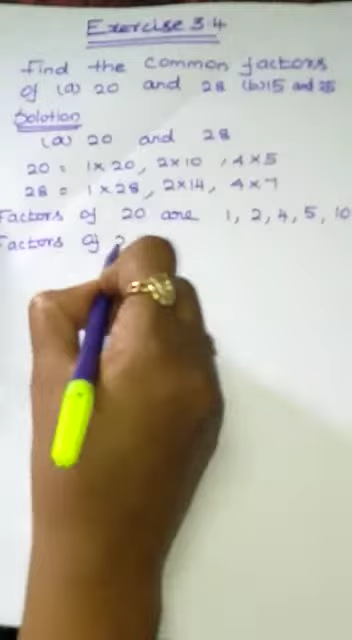 Exercise 3.4
Find the common factors
of (a) 20 and 28 (b) 15 and 25
Solution
(a) 20 and 28
20 = 1×20, 2×10, 4×5
28 = 1×28, 2×14, 4×7
Factors of 20 are 1, 2, 4, 5, 10
Factors of 2